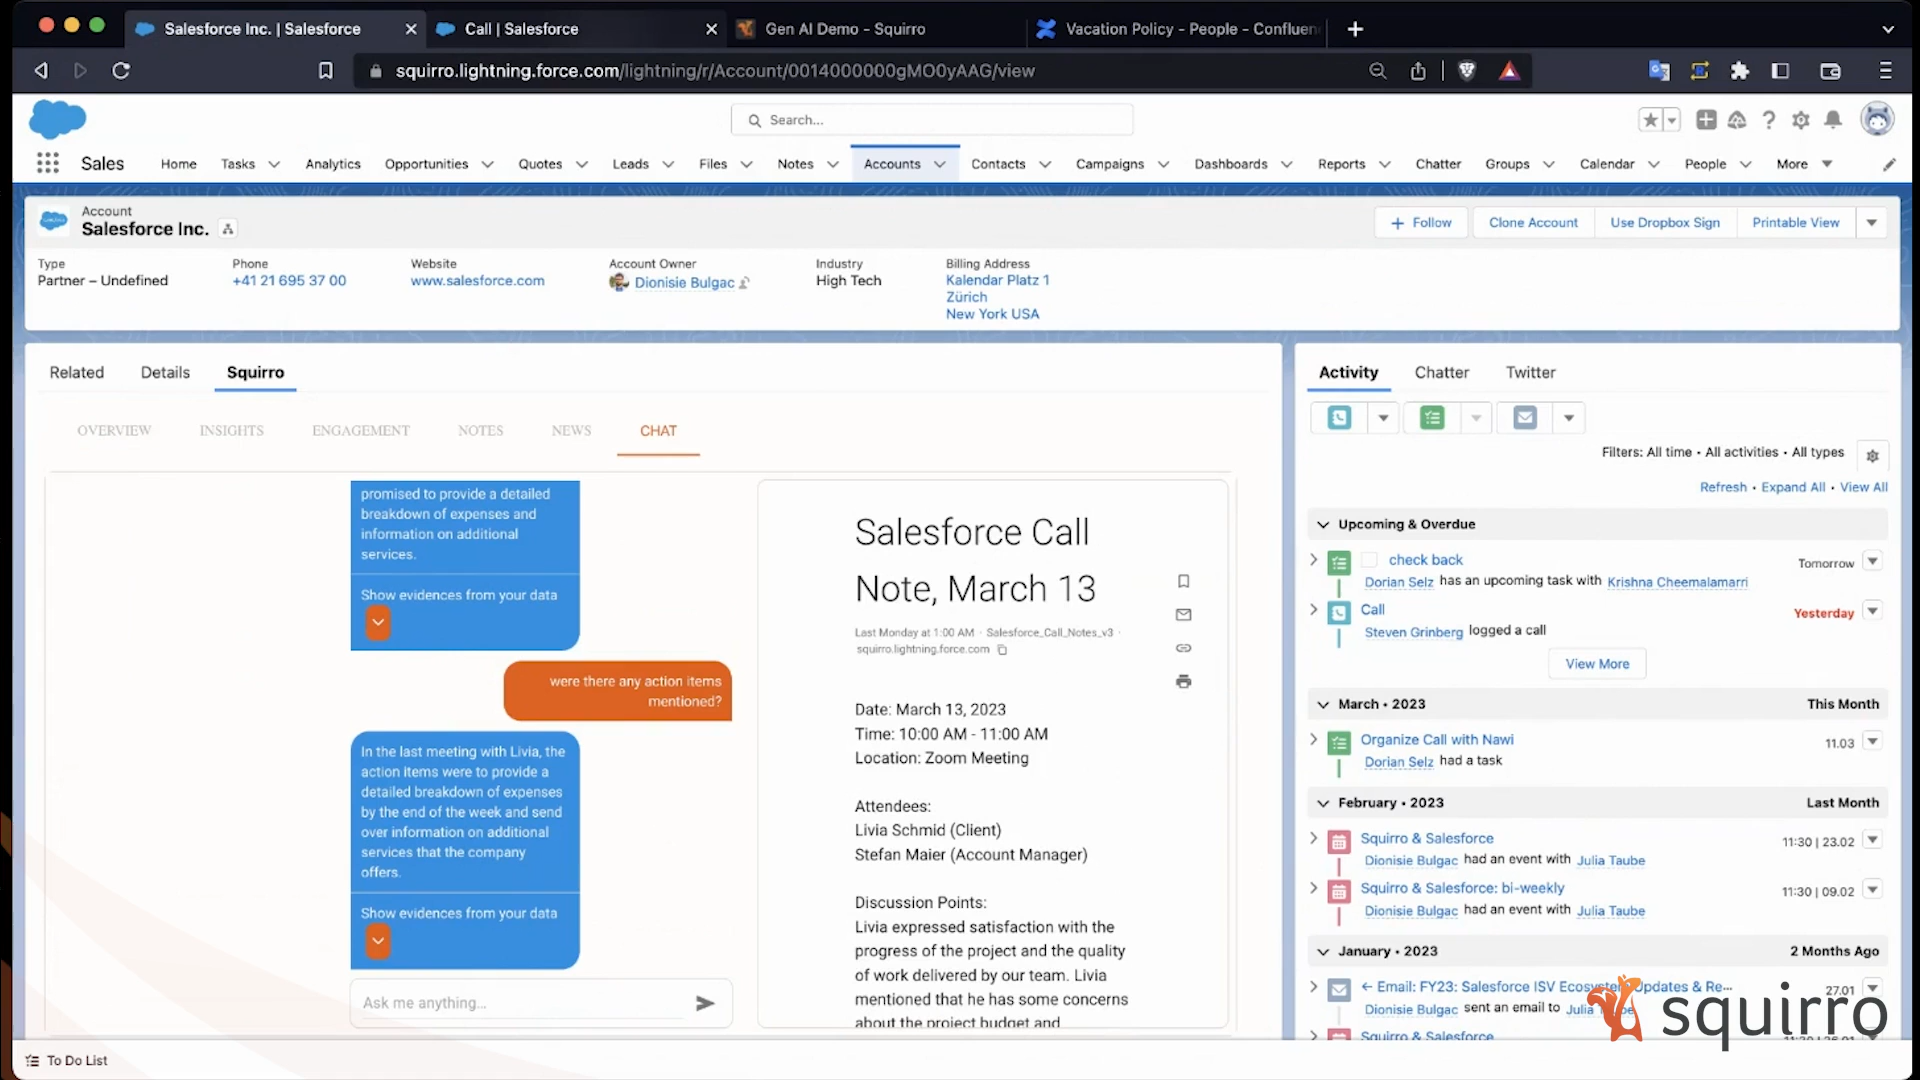 Salesforce Inc. | Salesforce
Call | Salesforce
Gen AI Demo - Squirro
Vacation Policy - People - Confluen
squirro.lightning.force.com/lightning/r/Account/0014000000gMO0yAAG/view
Search...
Sales
Home
Tasks
Analytics
Opportunities
Quotes
Leads
Files
Notes
Accounts
Contacts
Campaigns
Dashboards
Reports
Chatter
Groups
Calendar
People
More
Account
Salesforce Inc.
Follow
Clone Account
Use Dropbox Sign
Printable View
Type
Partner – Undefined
Phone
+41 21 695 37 00
Website
www.salesforce.com
Account Owner
Dionisie Bulgac
Industry
High Tech
Billing Address
Kalendar Platz 1
Zürich
New York USA
Related
Details
Squirro
OVERVIEW
INSIGHTS
ENGAGEMENT
NOTES
NEWS
CHAT
promised to provide a detailed
breakdown of expenses and
information on additional
services.
Show evidences from your data
were there any action items
mentioned?
In the last meeting with Livia, the
action items were to provide a
detailed breakdown of expenses
by the end of the week and send
over information on additional
services that the company
offers.
Show evidences from your data
Ask me anything...
Salesforce Call
Note, March 13
Last Monday at 1:00 AM · Salesforce_Call_Notes_v3 ·
squirro.lightning.force.com
Date: March 13, 2023
Time: 10:00 AM - 11:00 AM
Location: Zoom Meeting
Attendees:
Livia Schmid (Client)
Stefan Maier (Account Manager)
Discussion Points:
Livia expressed satisfaction with the
progress of the project and the quality
of work delivered by our team. Livia
mentioned that he has some concerns
about the project budget and
Activity
Chatter
Twitter
Filters: All time • All activities • All types
Refresh • Expand All • View All
Upcoming & Overdue
check back
Tomorrow
Dorian Selz has an upcoming task with Krishna Cheemalamarri
Call
Yesterday
Steven Grinberg logged a call
View More
March • 2023
This Month
Organize Call with Nawi
11.03
Dorian Selz had a task
February • 2023
Last Month
Squirro & Salesforce
11:30 | 23.02
Dionisie Bulgac had an event with Julia Taube
Squirro & Salesforce: bi-weekly
11:30 | 09.02
Dionisie Bulgac had an event with Julia Taube
January • 2023
2 Months Ago
← Email: FY23: Salesforce ISV Ecosystem Updates & Re...
27.01
Dionisie Bulgac sent an email to Julia Taube
Squirro & Salesforce
squirro
To Do List